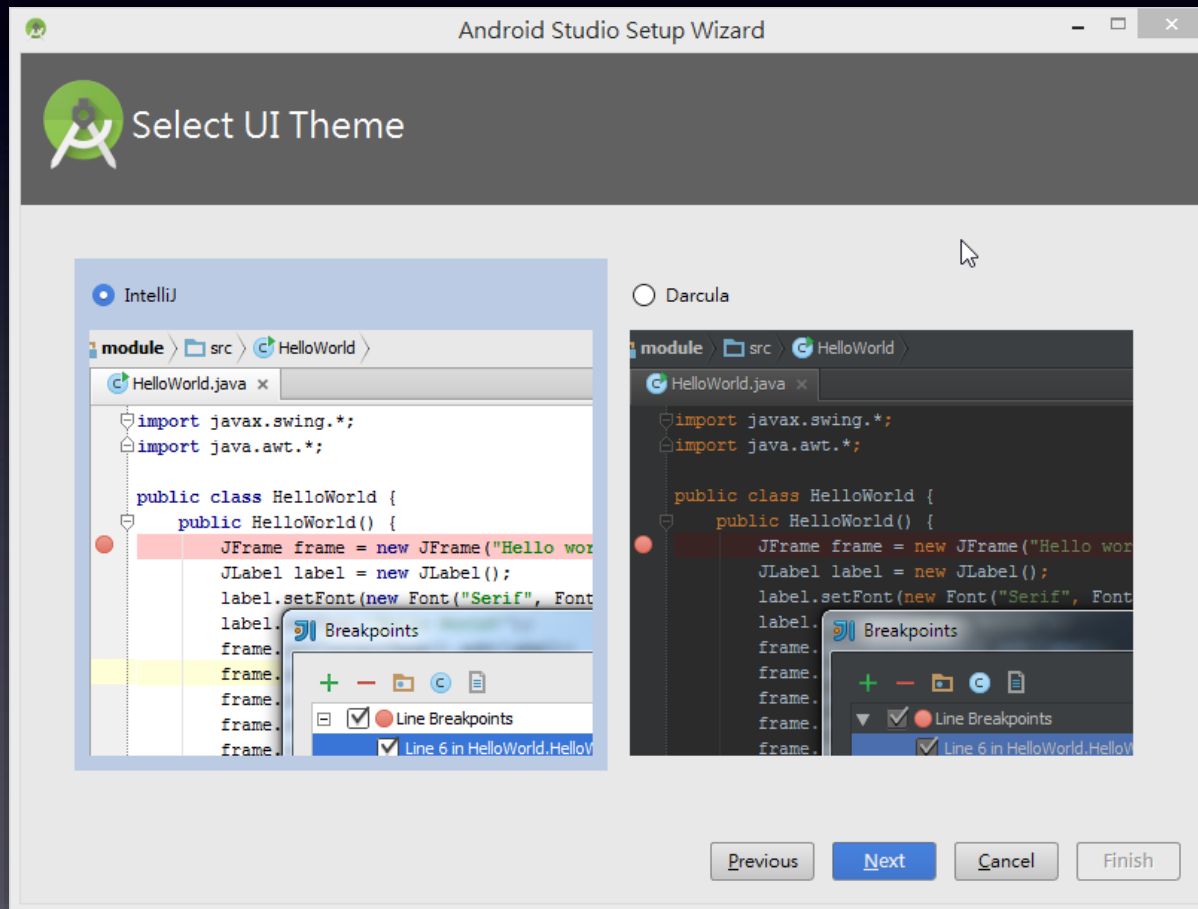 Android Studio Setup Wizard
Select UI Theme
IntelliJ
module src HelloWorld
HelloWorld.java ×
import javax.swing.*;
import java.awt.*;
public class HelloWorld {
public HelloWorld() {
JFrame frame = new JFrame("Hello wor
JLabel label = new JLabel();
label.setFont(new Font("Serif", Font
label.
frame.
frame.
frame.
frame.
frame.
Breakpoints
Line Breakpoints
Line 6 in HelloWorld.HelloW
Darcula
module src HelloWorld
HelloWorld.java ×
import javax.swing.*;
import java.awt.*;
public class HelloWorld {
public HelloWorld() {
JFrame frame = new JFrame("Hello wor
JLabel label = new JLabel();
label.setFont(new Font("Serif", Font
label.
frame.
frame.
frame.
frame.
frame.
Breakpoints
Line Breakpoints
Line 6 in HelloWorld.HelloW
Previous Next Cancel Finish